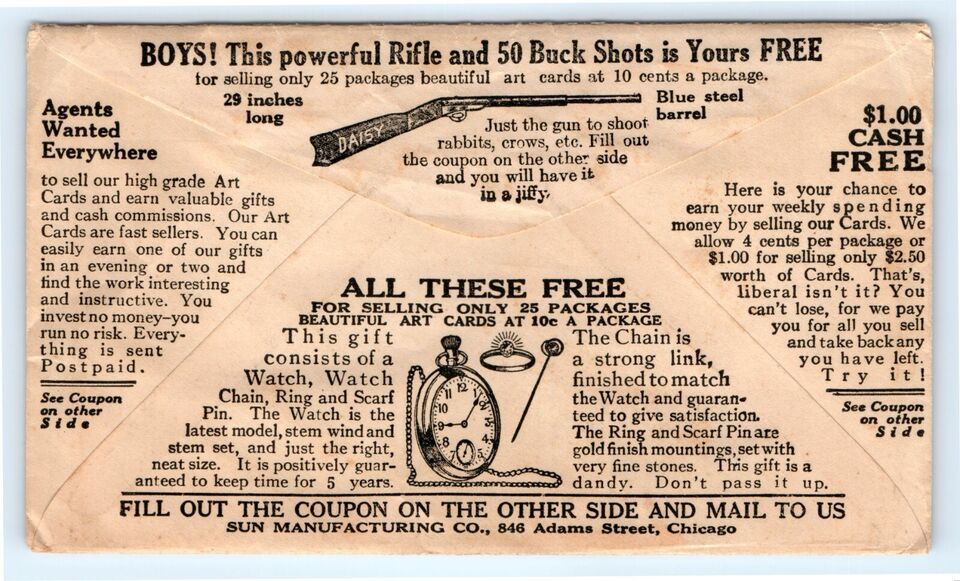 BOYS! This powerful Rifle and 50 Buck Shots is Yours FREE
for selling only 25 packages beautiful art cards at 10 cents a package.
29 inches
long
DAISY
Blue steel
barrel
Just the gun to shoot
rabbits, crows, etc. Fill out
the coupon on the other side
and you will have it
in a jiffy.
Agents
Wanted
Everywhere
to sell our high grade Art
Cards and earn valuable gifts
and cash commissions. Our Art
Cards are fast sellers. You can
easily earn one of our gifts
in an evening or two and
find the work interesting
and instructive. You
invest no money—you
run no risk. Every-
thing is sent
Postpaid.
See Coupon
on other
Side
$1.00
CASH
FREE
Here is your chance to
earn your weekly spending
money by selling our Cards. We
allow 4 cents per package or
$1.00 for selling only $2.50
worth of Cards. That's,
liberal isn't it? You
can't lose, for we pay
you for all you sell
and take back any
you have left.
Try it!
See Coupon
on other
Side
ALL THESE FREE
FOR SELLING ONLY 25 PACKAGES
BEAUTIFUL ART CARDS AT 10c A PACKAGE
This gift
consists of a
Watch, Watch
Chain, Ring and Scarf
Pin. The Watch is the
latest model, stem wind and
stem set, and just the right,
neat size. It is positively guar-
anteed to keep time for 5 years.
The Chain is
a strong link,
finished to match
the Watch and guaran-
teed to give satisfaction.
The Ring and Scarf Pin are
gold finish mountings, set with
very fine stones. This gift is a
dandy. Don't pass it up.
FILL OUT THE COUPON ON THE OTHER SIDE AND MAIL TO US
SUN MANUFACTURING CO., 846 Adams Street, Chicago